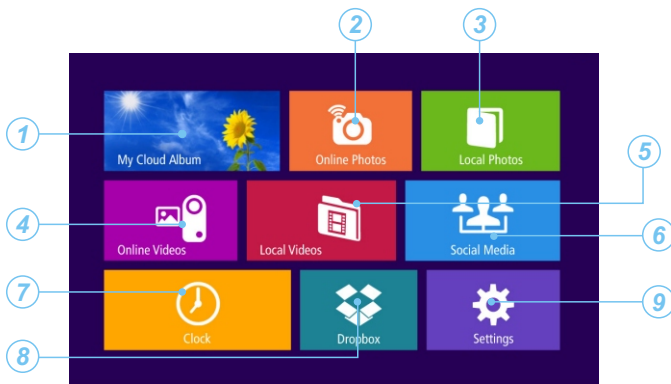 2
3
1
My Cloud Album
Online Photos
Local Photos
5
4
Online Videos
Local Videos
Social Media
6
7
Clock
Dropbox
Settings
9
8